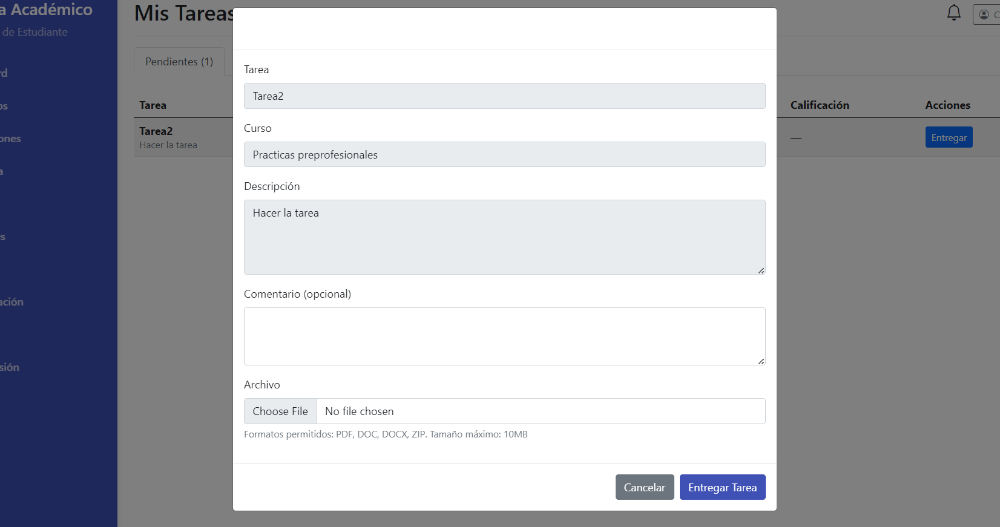 a Académico
de Estudiante
rd
os
ones
a
s
ación
sión
Mis Tareas
C
Pendientes (1)
Tarea
Calificación
Acciones
Tarea2
Hacer la tarea
—
Entregar
Tarea
Tarea2
Curso
Practicas preprofesionales
Descripción
Hacer la tarea
Comentario (opcional)
Archivo
Choose File No file chosen
Formatos permitidos: PDF, DOC, DOCX, ZIP. Tamaño máximo: 10MB
Cancelar
Entregar Tarea